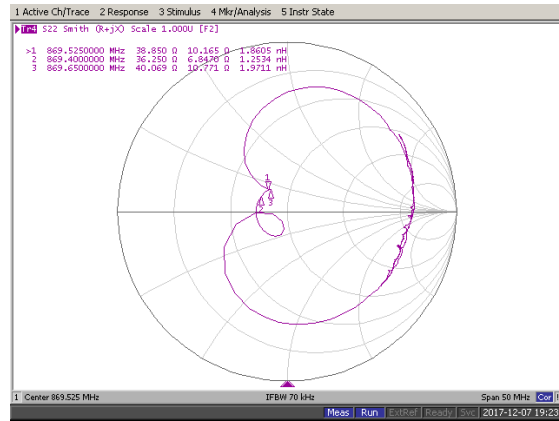 1 Active Ch/Trace 2 Response 3 Stimulus 4 Mkr/Analysis 5 Instr State
Tr4 S22 Smith (R+jX) Scale 1.000U [F2]
>1 869.5250000 MHz 38.850 Ω 10.165 Ω 1.8605 nH
2 869.4000000 MHz 36.250 Ω 6.8470 Ω 1.2534 nH
3 869.6500000 MHz 40.069 Ω 10.771 Ω 1.9711 nH
1
3
1 Center 869.525 MHz IFBW 70 kHz Span 50 MHz Cor
Meas Run ExtRef Ready Svc 2017-12-07 19:23